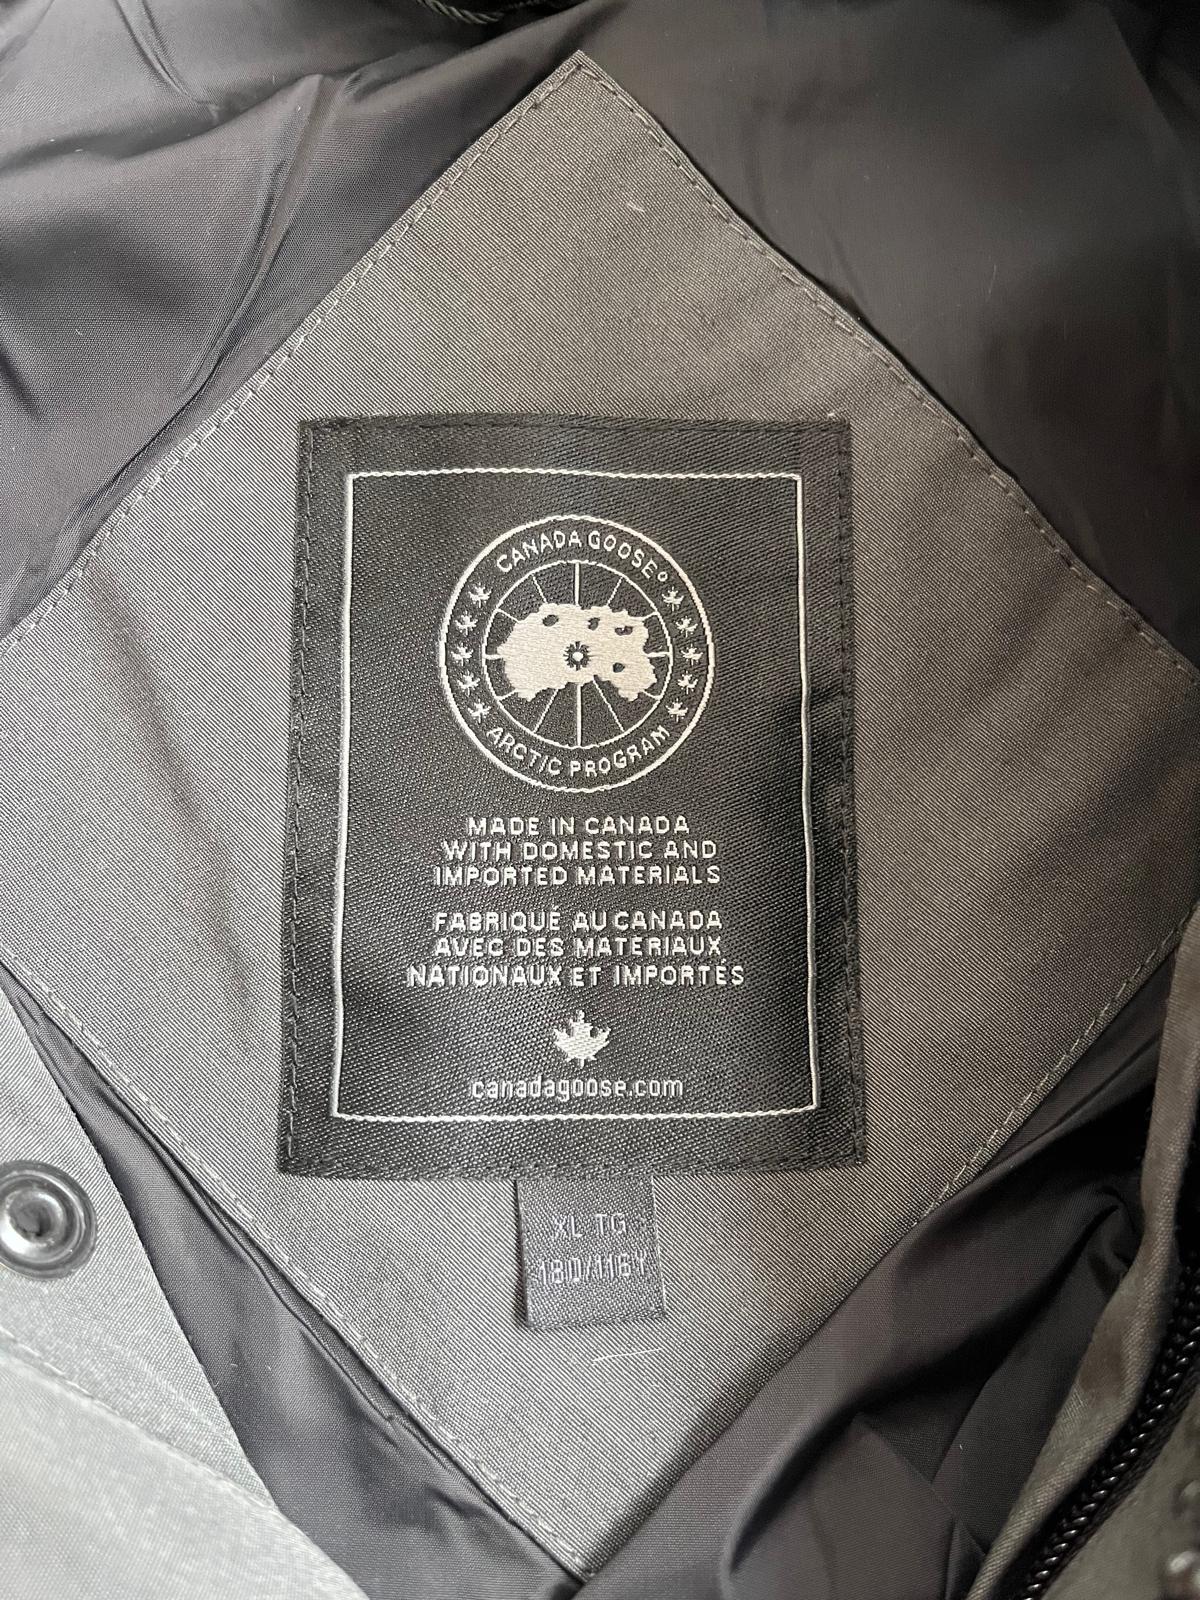 CANADA GOOSE
ARCTIC PROGRAM
MADE IN CANADA
WITH DOMESTIC AND
IMPORTED MATERIALS
FABRIQUÉ AU CANADA
AVEC DES MATERIAUX
NATIONAUX ET IMPORTÉS
canadagoose.com
XL TG
180/116Y